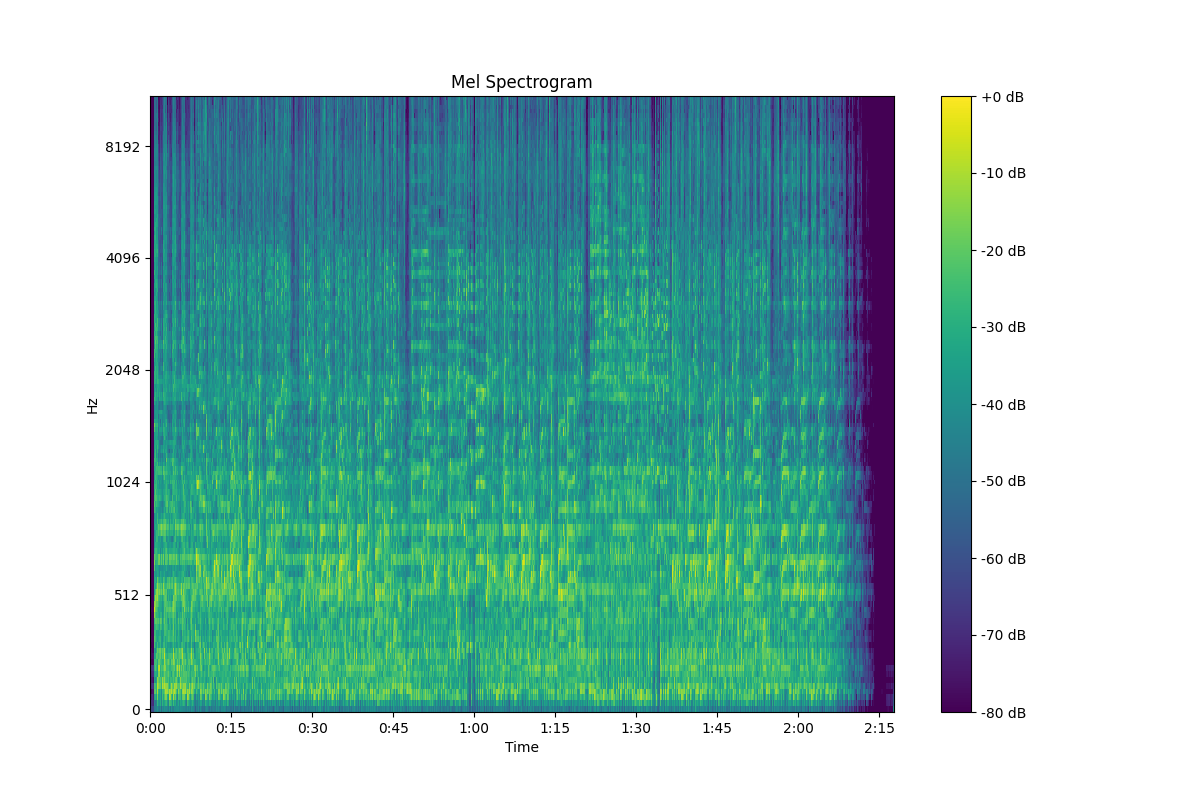 Mel Spectrogram
8192
4096
2048
1024
512
0
Hz
0:00 0:15 0:30 0:45 1:00 1:15 1:30 1:45 2:00 2:15
Time
+0 dB
-10 dB
-20 dB
-30 dB
-40 dB
-50 dB
-60 dB
-70 dB
-80 dB